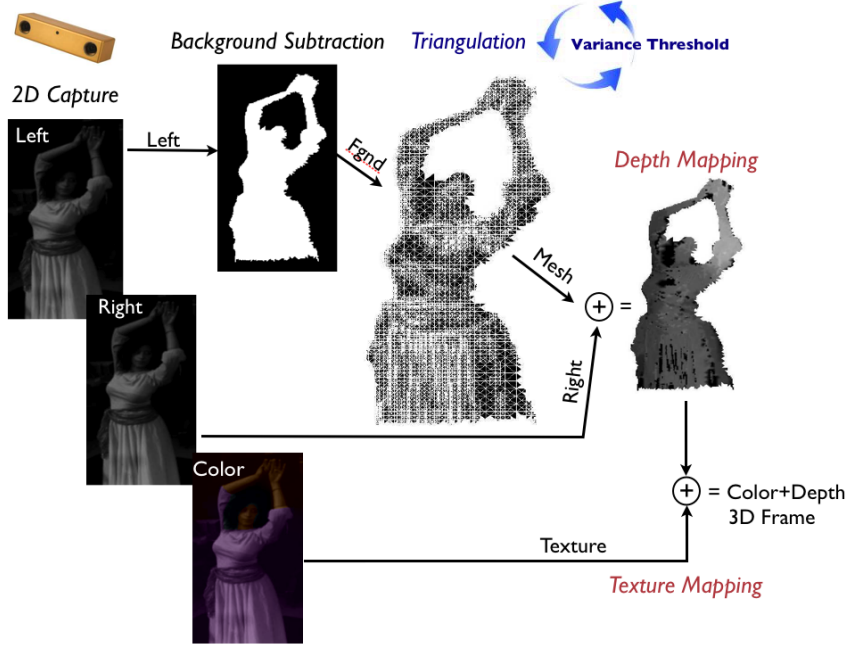 Background Subtraction
Triangulation
Variance Threshold
2D Capture
Left
Left
Fgnd
Depth Mapping
Mesh
Right
=
Right
Color
= Color+Depth
3D Frame
Texture
Texture Mapping